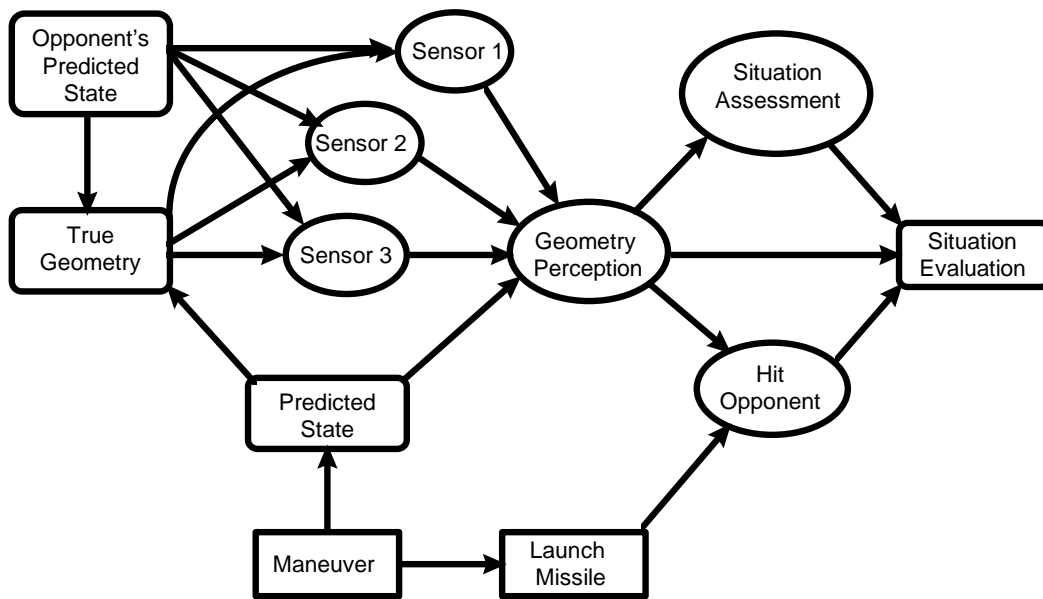 Opponent's
Predicted
State
Sensor 1
Situation
Assessment
Sensor 2
True
Geometry
Sensor 3
Geometry
Perception
Situation
Evaluation
Predicted
State
Hit
Opponent
Maneuver
Launch
Missile